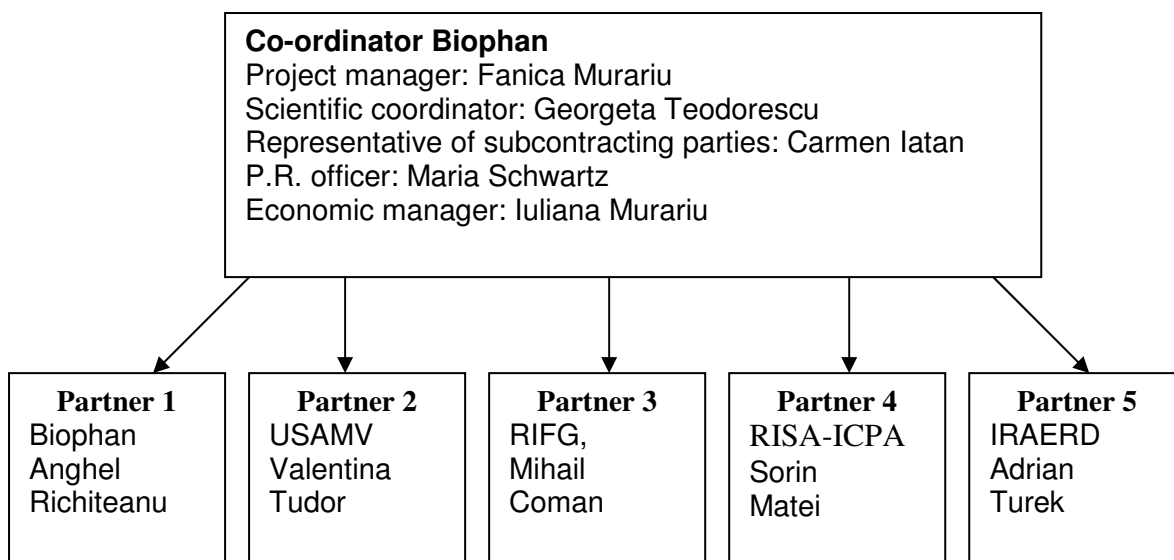 Co-ordinator Biophan
Project manager: Fanica Murariu
Scientific coordinator: Georgeta Teodorescu
Representative of subcontracting parties: Carmen Iatan
P.R. officer: Maria Schwartz
Economic manager: Iuliana Murariu
Partner 1
Biophan
Anghel
Richiteanu
Partner 2
USAMV
Valentina
Tudor
Partner 3
RIFG,
Mihail
Coman
Partner 4
RISA-ICPA
Sorin
Matei
Partner 5
IRAERD
Adrian
Turek